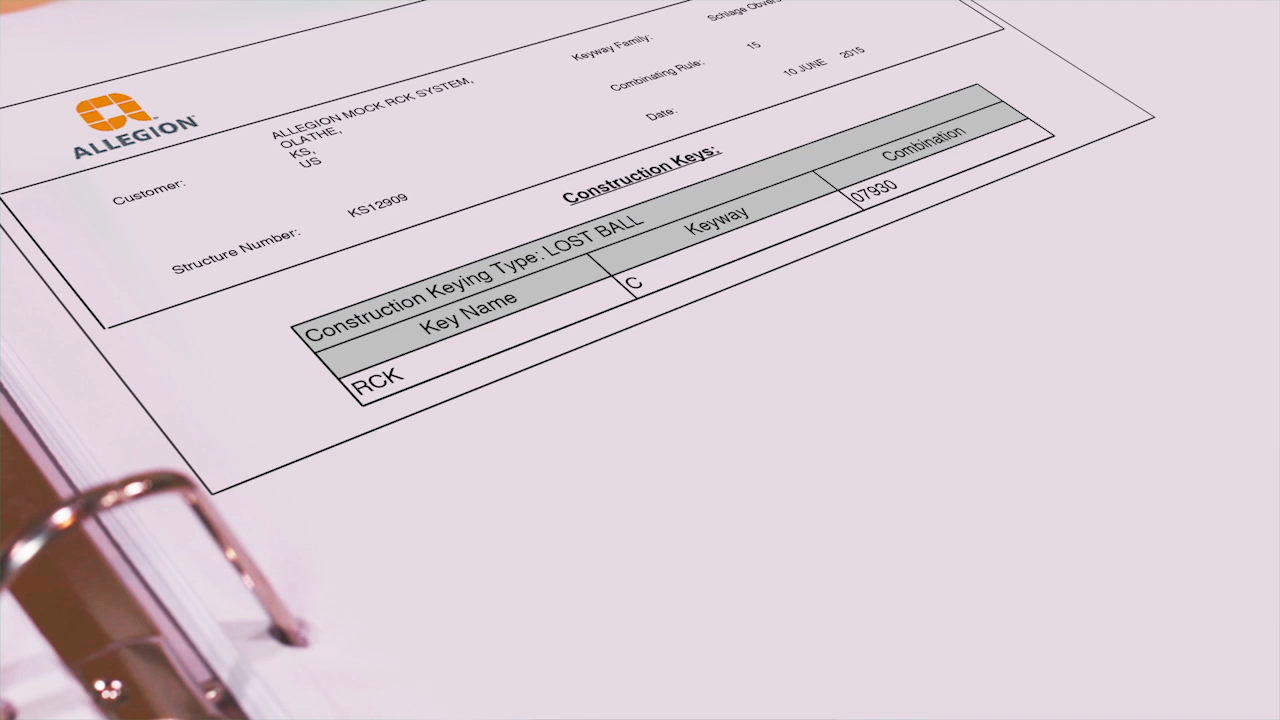 ALLEGION
Customer:
ALLEGION MOCK RCK SYSTEM,
OLATHE,
KS,
US
Structure Number:
KS12909
Keyway Family:
Schlage
Combinating Rule:
15
Date:
10 JUNE 2015
Construction Keys:
Construction Keying Type: LOST BALL
Key Name Keyway Combination
RCK C 07930